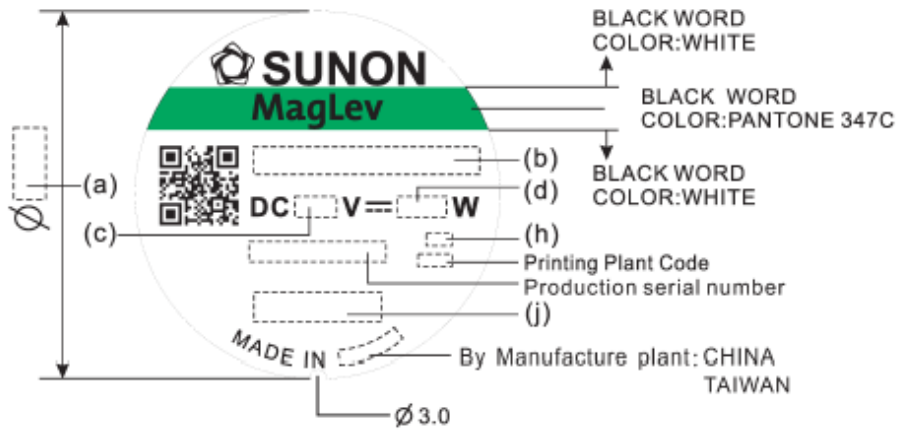 BLACK WORD
COLOR:WHITE
SUNON
MagLev
BLACK WORD
COLOR:PANTONE 347C
(b)
BLACK WORD
COLOR:WHITE
(a)
Ø
(d)
DC V W
(c)
(h)
Printing Plant Code
Production serial number
(j)
MADE IN
By Manufacture plant: CHINA
TAIWAN
Ø 3.0